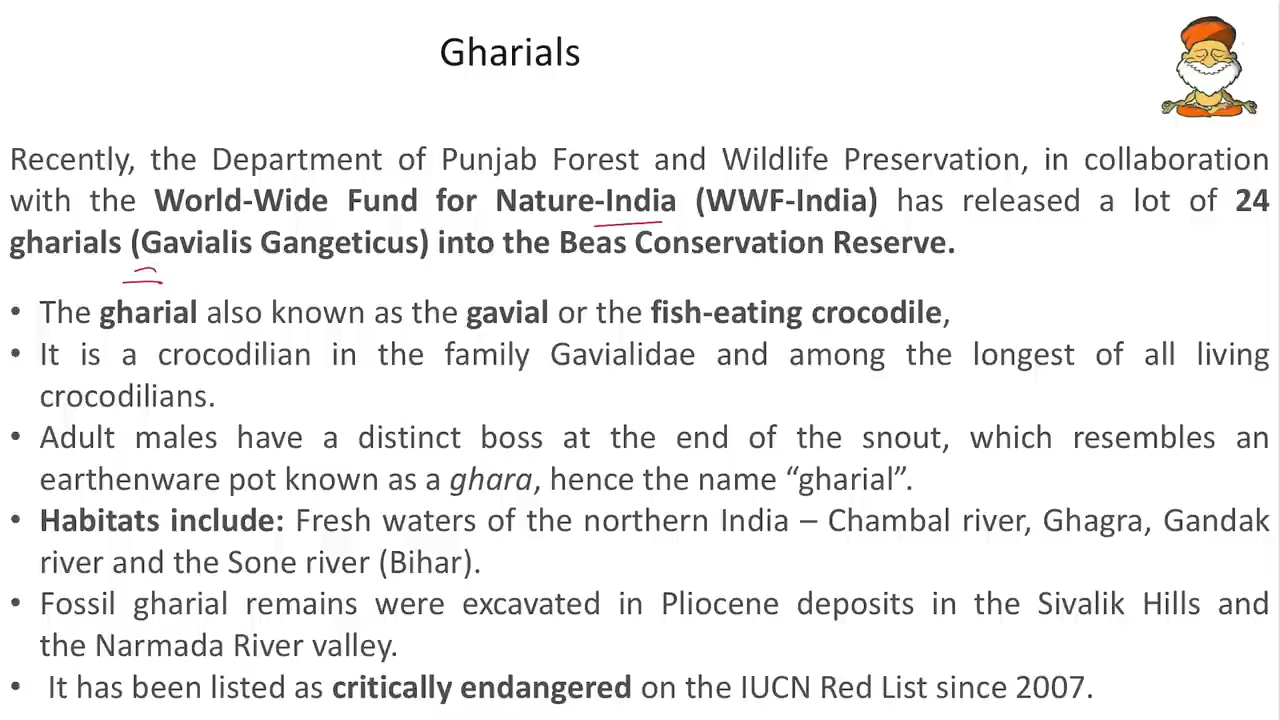 Gharials
Recently, the Department of Punjab Forest and Wildlife Preservation, in collaboration
with the World-Wide Fund for Nature-India (WWF-India) has released a lot of 24
gharials (Gavialis Gangeticus) into the Beas Conservation Reserve.
• The gharial also known as the gavial or the fish-eating crocodile,
• It is a crocodilian in the family Gavialidae and among the longest of all living
crocodilians.
• Adult males have a distinct boss at the end of the snout, which resembles an
earthenware pot known as a ghara, hence the name “gharial”.
• Habitats include: Fresh waters of the northern India – Chambal river, Ghagra, Gandak
river and the Sone river (Bihar).
• Fossil gharial remains were excavated in Pliocene deposits in the Sivalik Hills and
the Narmada River valley.
• It has been listed as critically endangered on the IUCN Red List since 2007.